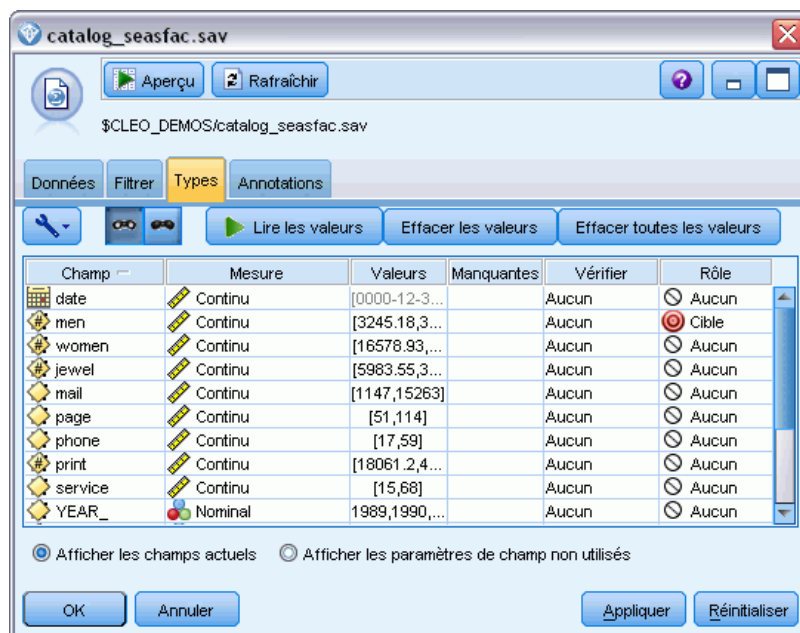 catalog_seasfac.sav
Aperçu Rafraîchir
$CLEO_DEMOS/catalog_seasfac.sav
Données Filtrer Types Annotations
Lire les valeurs Effacer les valeurs Effacer toutes les valeurs
Champ Mesure Valeurs Manquantes Vérifier Rôle
date Continu [0000-12-3... Aucun Aucun
men Continu [3245.18,3... Aucun Cible
women Continu [16578.93,... Aucun Aucun
jewel Continu [5983.55,3... Aucun Aucun
mail Continu [1147,15263] Aucun Aucun
page Continu [51,114] Aucun Aucun
phone Continu [17,59] Aucun Aucun
print Continu [18061.2,4... Aucun Aucun
service Continu [15,68] Aucun Aucun
YEAR_ Nominal 1989,1990,... Aucun Aucun
Afficher les champs actuels Afficher les paramètres de champ non utilisés
OK Annuler Appliquer Réinitialiser